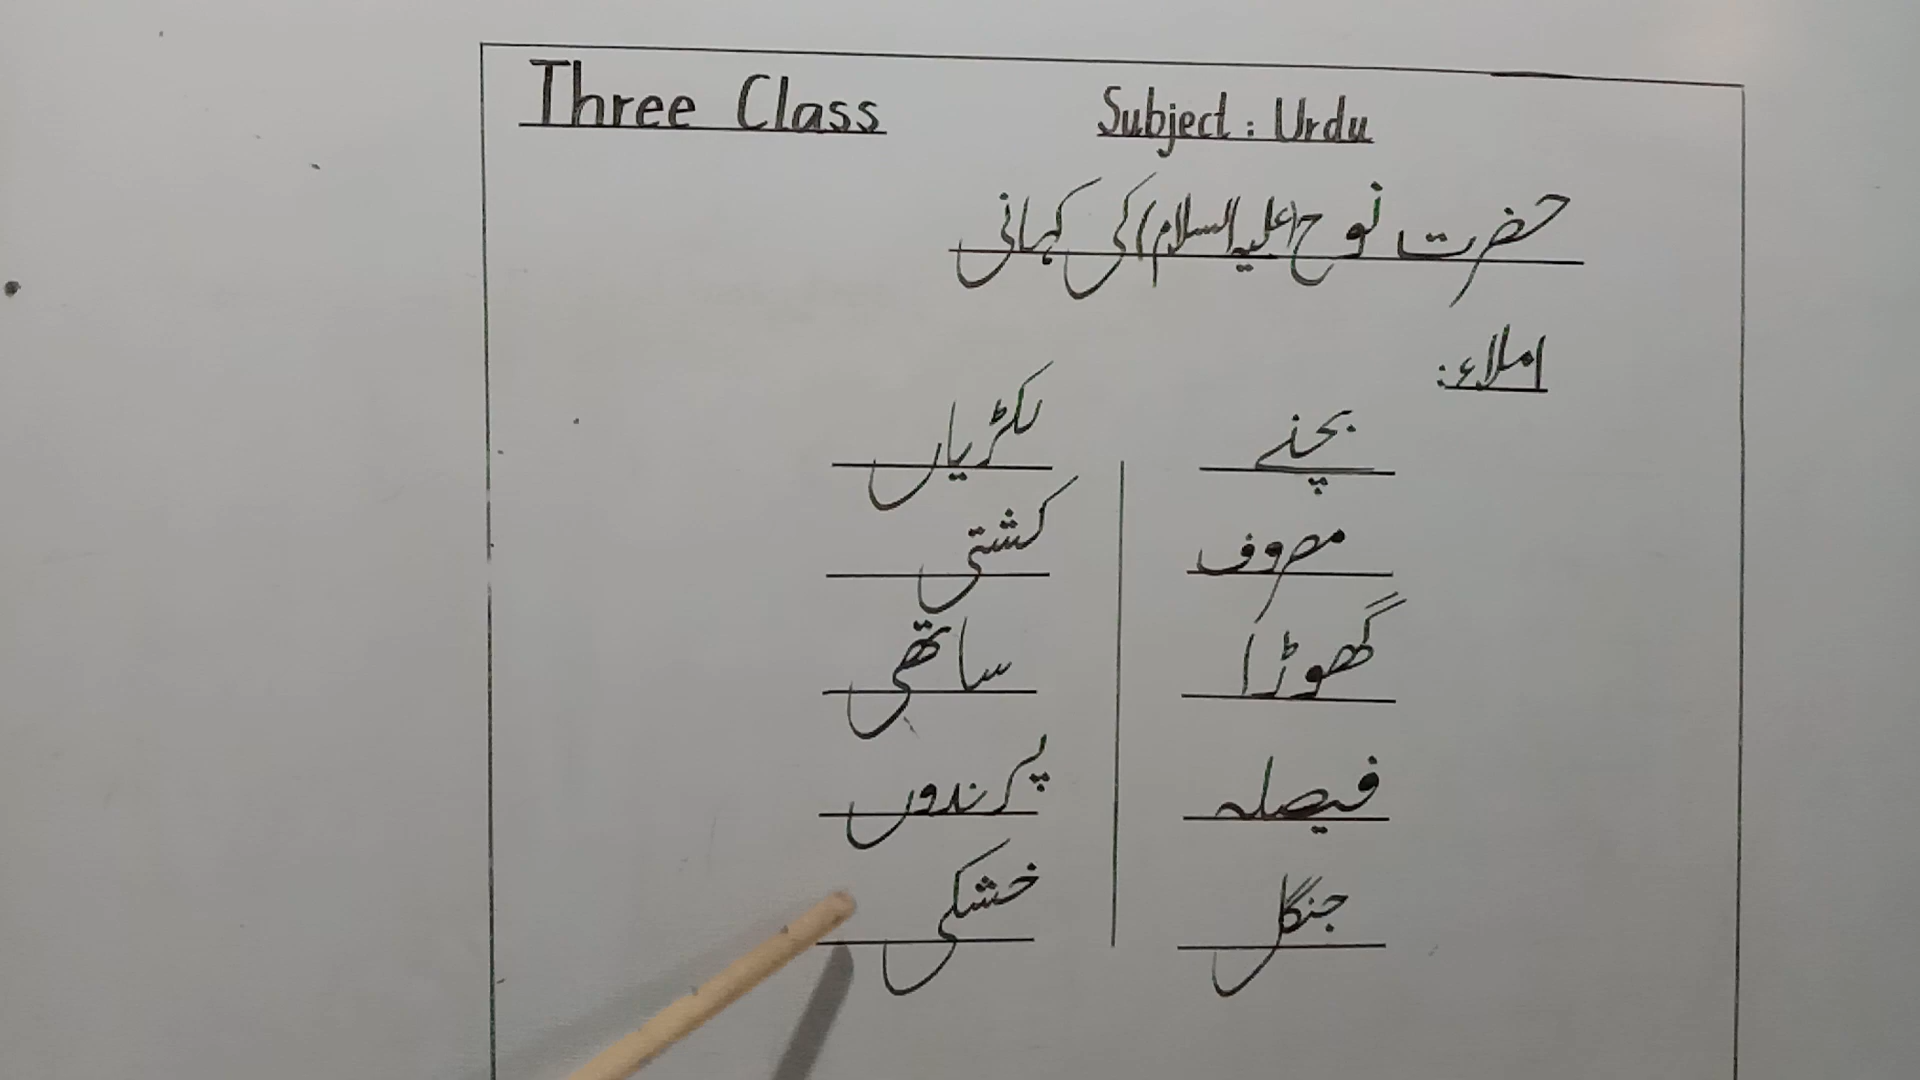 Three Class Subject: Urdu
حضرت نوح (علیہ السلام) کی کہانی
املاء:
بچنے لکڑیاں
مصروف کشتی
گھوڑا ساتھی
فیصلہ پرندوں
جنگل خشکی